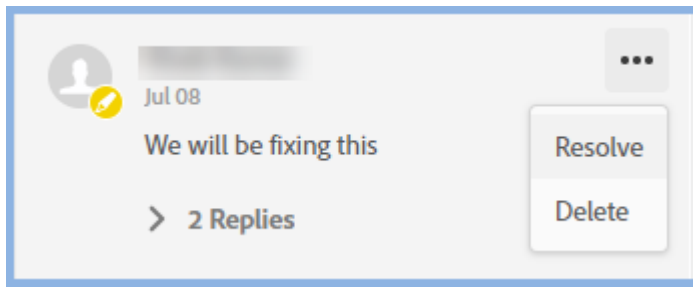 Jul 08
We will be fixing this
2 Replies
Resolve
Delete